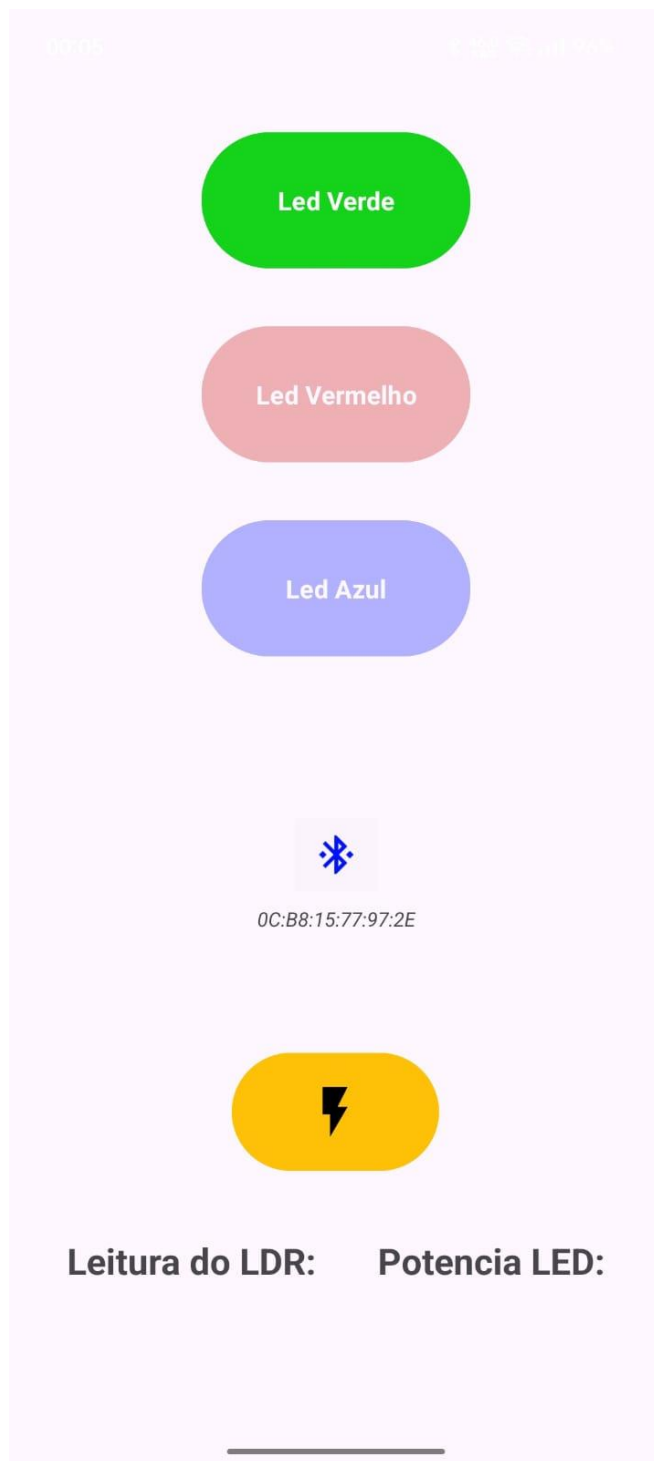 Led Verde
Led Vermelho
Led Azul
0C:B8:15:77:97:2E
Leitura do LDR: Potencia LED: